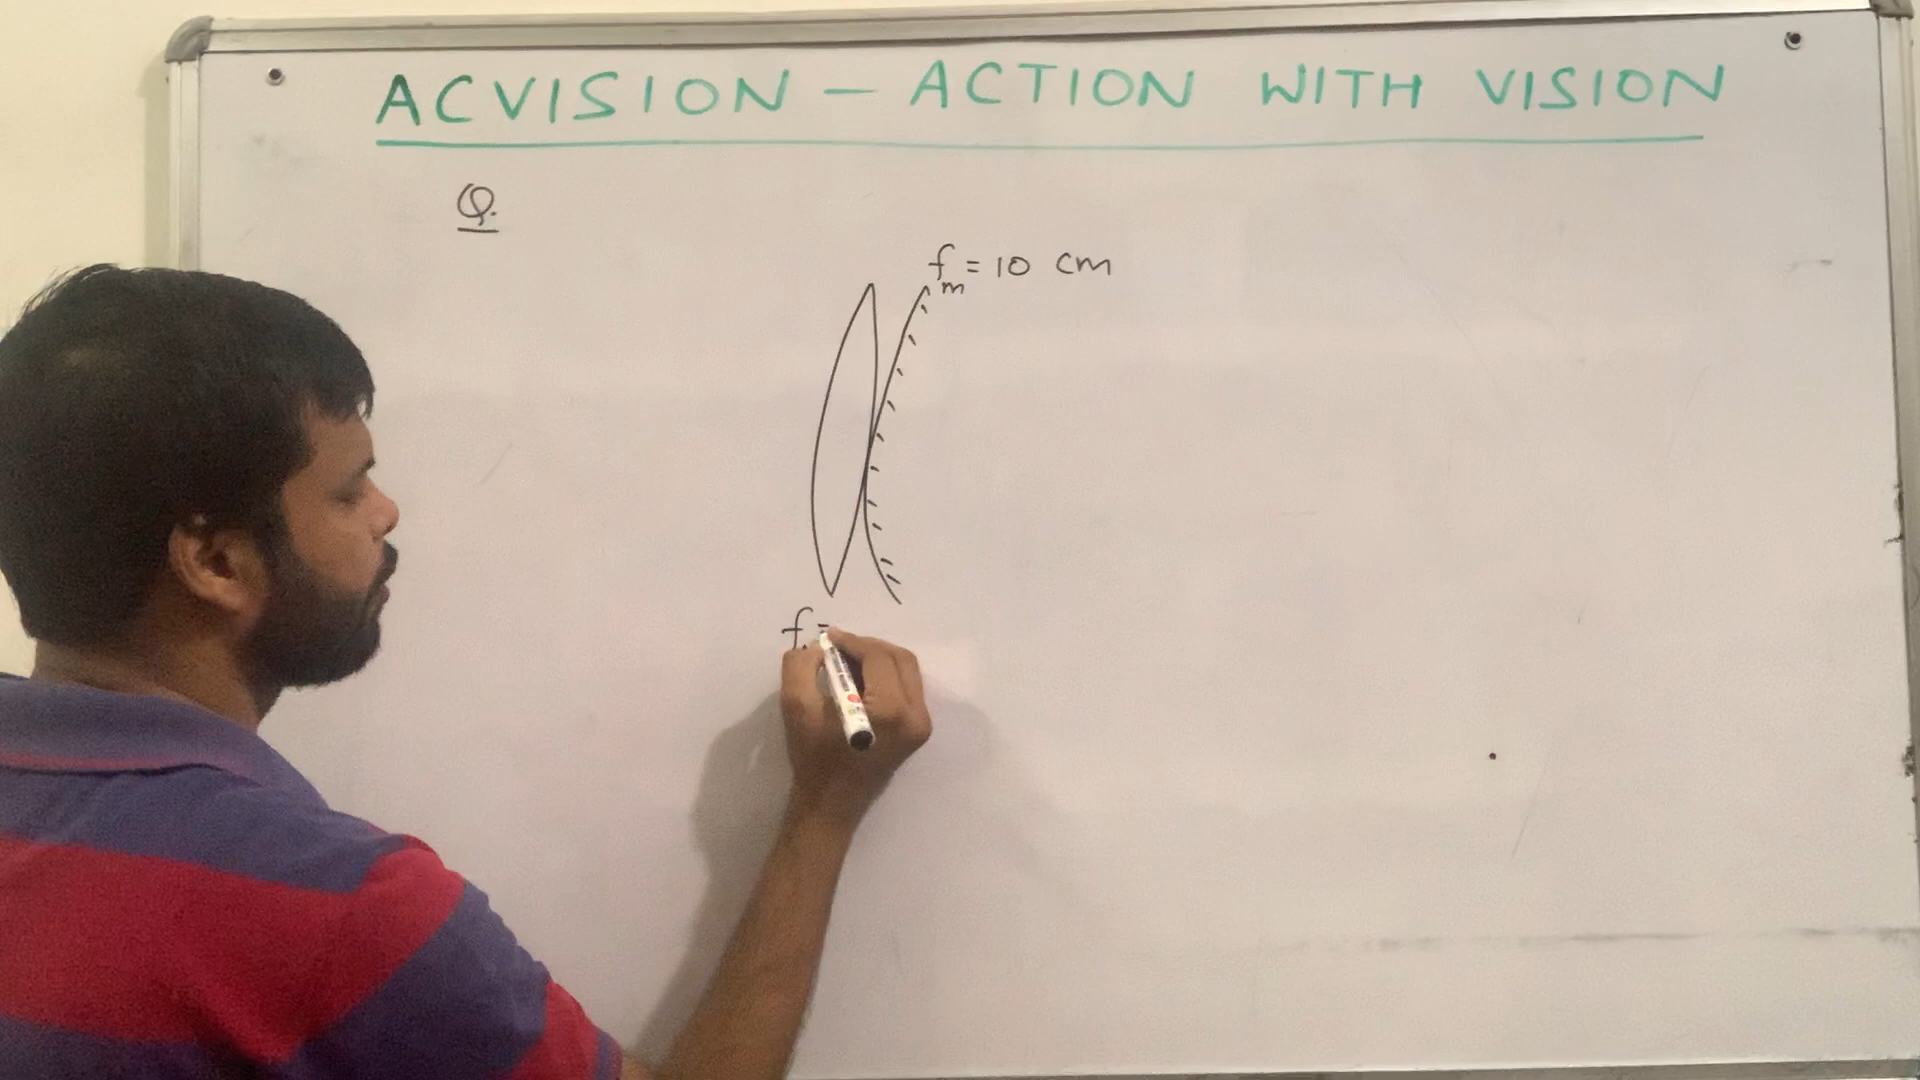 ACVISION – ACTION WITH VISION
Q.
fm = 10 cm
f =